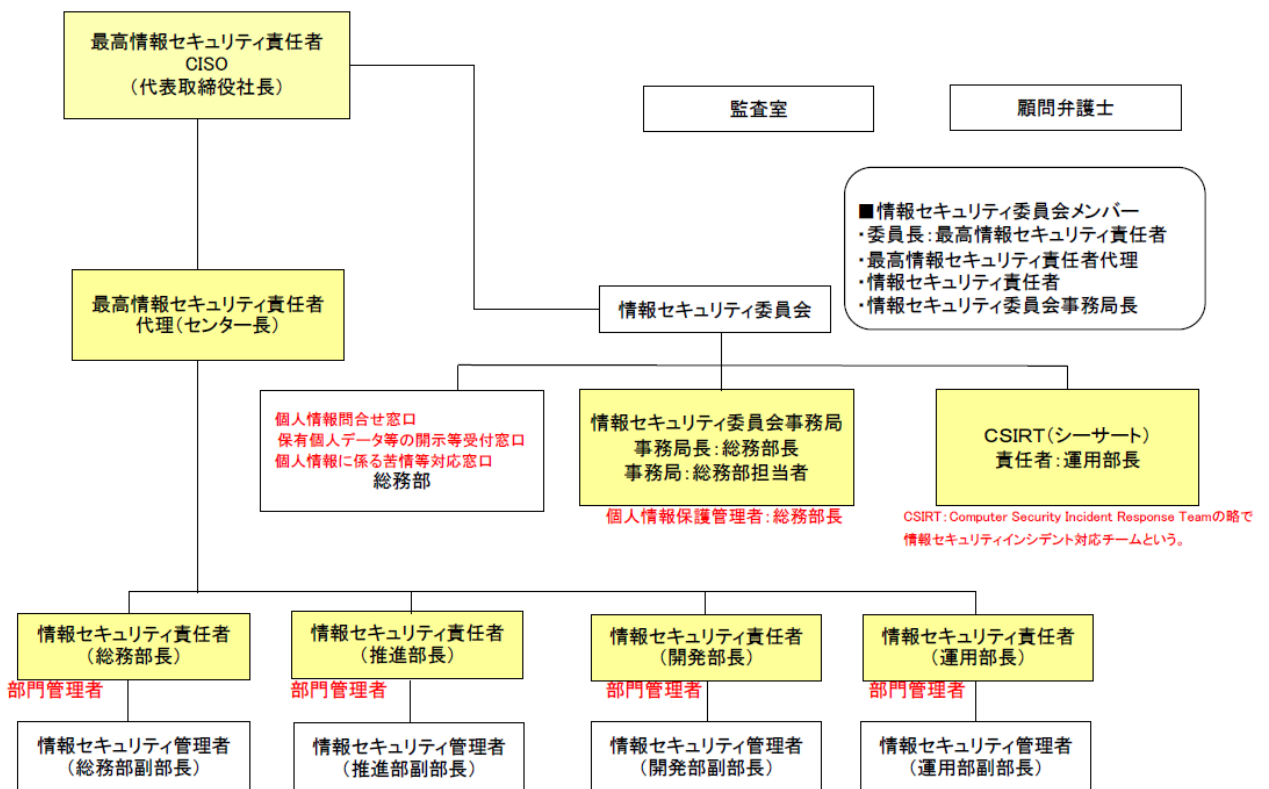 最高情報セキュリティ責任者
CISO
（代表取締役社長）
監査室
顧問弁護士
■情報セキュリティ委員会メンバー
・委員長：最高情報セキュリティ責任者
・最高情報セキュリティ責任者代理
・情報セキュリティ責任者
・情報セキュリティ委員会事務局長
最高情報セキュリティ責任者
代理（センター長）
情報セキュリティ委員会
個人情報問合せ窓口
保有個人データ等の開示等受付窓口
個人情報に係る苦情等対応窓口
総務部
情報セキュリティ委員会事務局
事務局長：総務部長
事務局：総務部担当者
個人情報保護管理者：総務部長
CSIRT（シーサート）
責任者：運用部長
CSIRT：Computer Security Incident Response Teamの略で
情報セキュリティインシデント対応チームという。
情報セキュリティ責任者
（総務部長）
部門管理者
情報セキュリティ管理者
（総務部副部長）
情報セキュリティ責任者
（推進部長）
部門管理者
情報セキュリティ管理者
（推進部副部長）
情報セキュリティ責任者
（開発部長）
部門管理者
情報セキュリティ管理者
（開発部副部長）
情報セキュリティ責任者
（運用部長）
部門管理者
情報セキュリティ管理者
（運用部副部長）